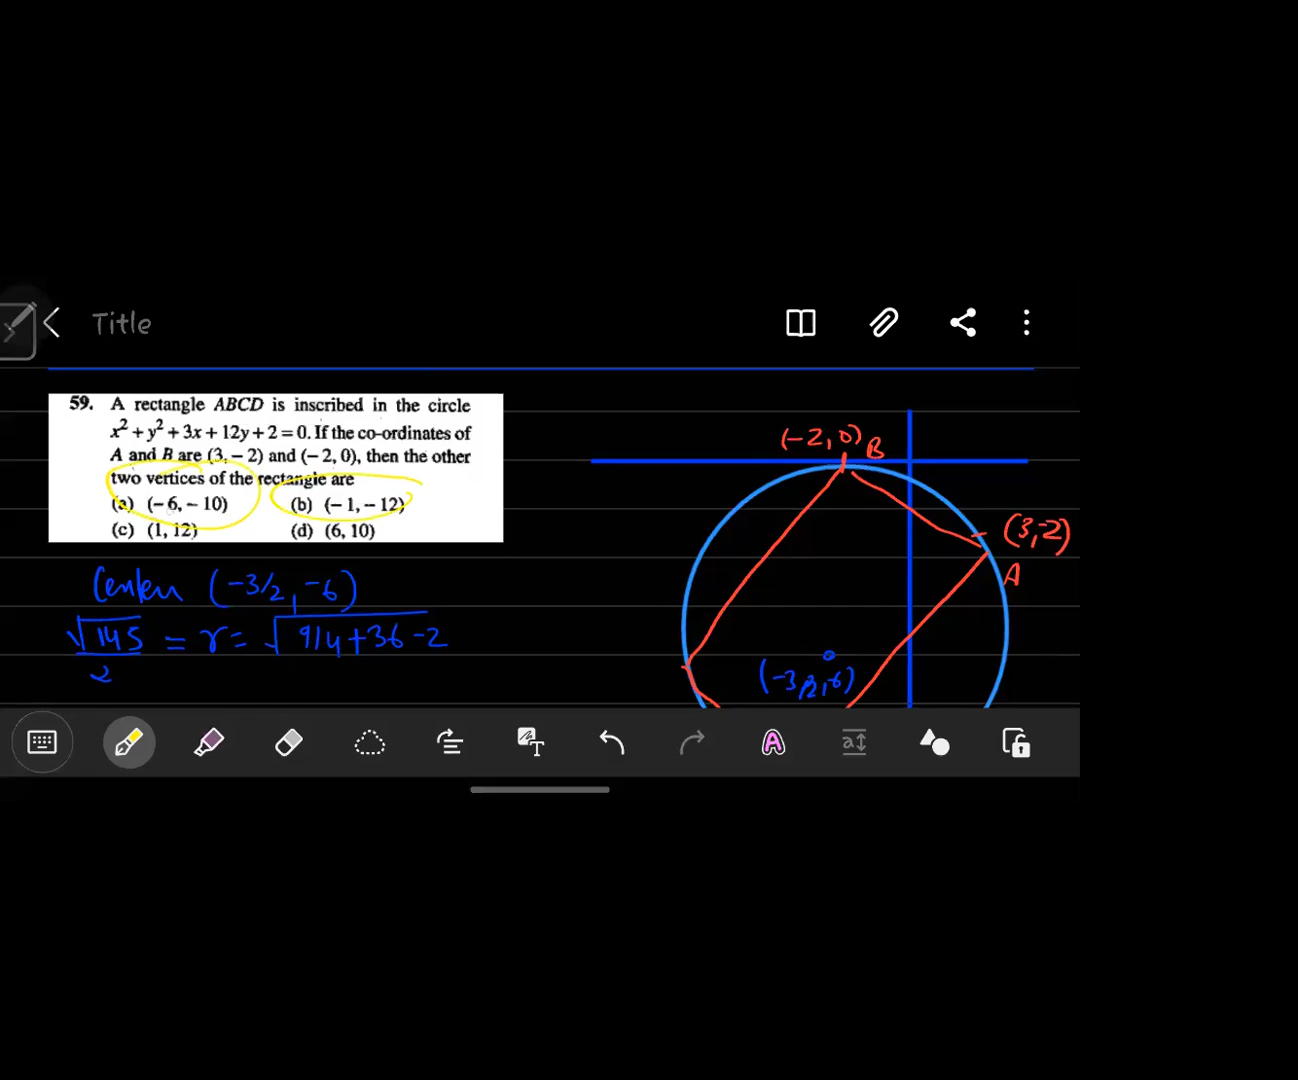 Title
59. A rectangle ABCD is inscribed in the circle
x² + y² + 3x + 12y + 2 = 0. If the co-ordinates of
A and B are (3, – 2) and (– 2, 0), then the other
two vertices of the rectangle are
(a) (– 6, – 10) (b) (– 1, – 12)
(c) (1, 12) (d) (6, 10)
Center (-3/2, -6)
√145/2 = r = √9/4+36-2
(-2, 0) B
(3, -2)
A
(-3/2, -6)
A
a
T